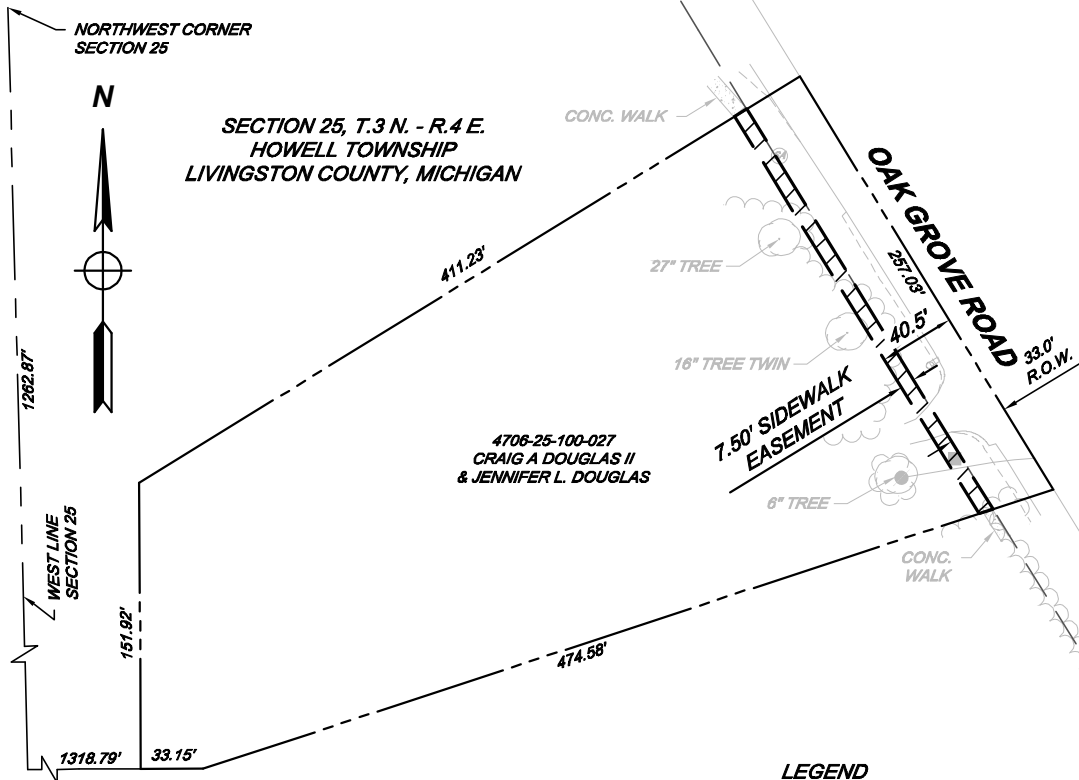 NORTHWEST CORNER
SECTION 25
N
SECTION 25, T.3 N. - R.4 E.
HOWELL TOWNSHIP
LIVINGSTON COUNTY, MICHIGAN
CONC. WALK
OAK GROVE ROAD
257.03'
411.23'
27" TREE
40.5'
33.0'
R.O.W.
16" TREE TWIN
1262.87'
7.50' SIDEWALK
EASEMENT
4706-25-100-027
CRAIG A DOUGLAS II
& JENNIFER L. DOUGLAS
6" TREE
WEST LINE
SECTION 25
CONC.
WALK
151.92'
474.58'
1318.79'
33.15'
LEGEND